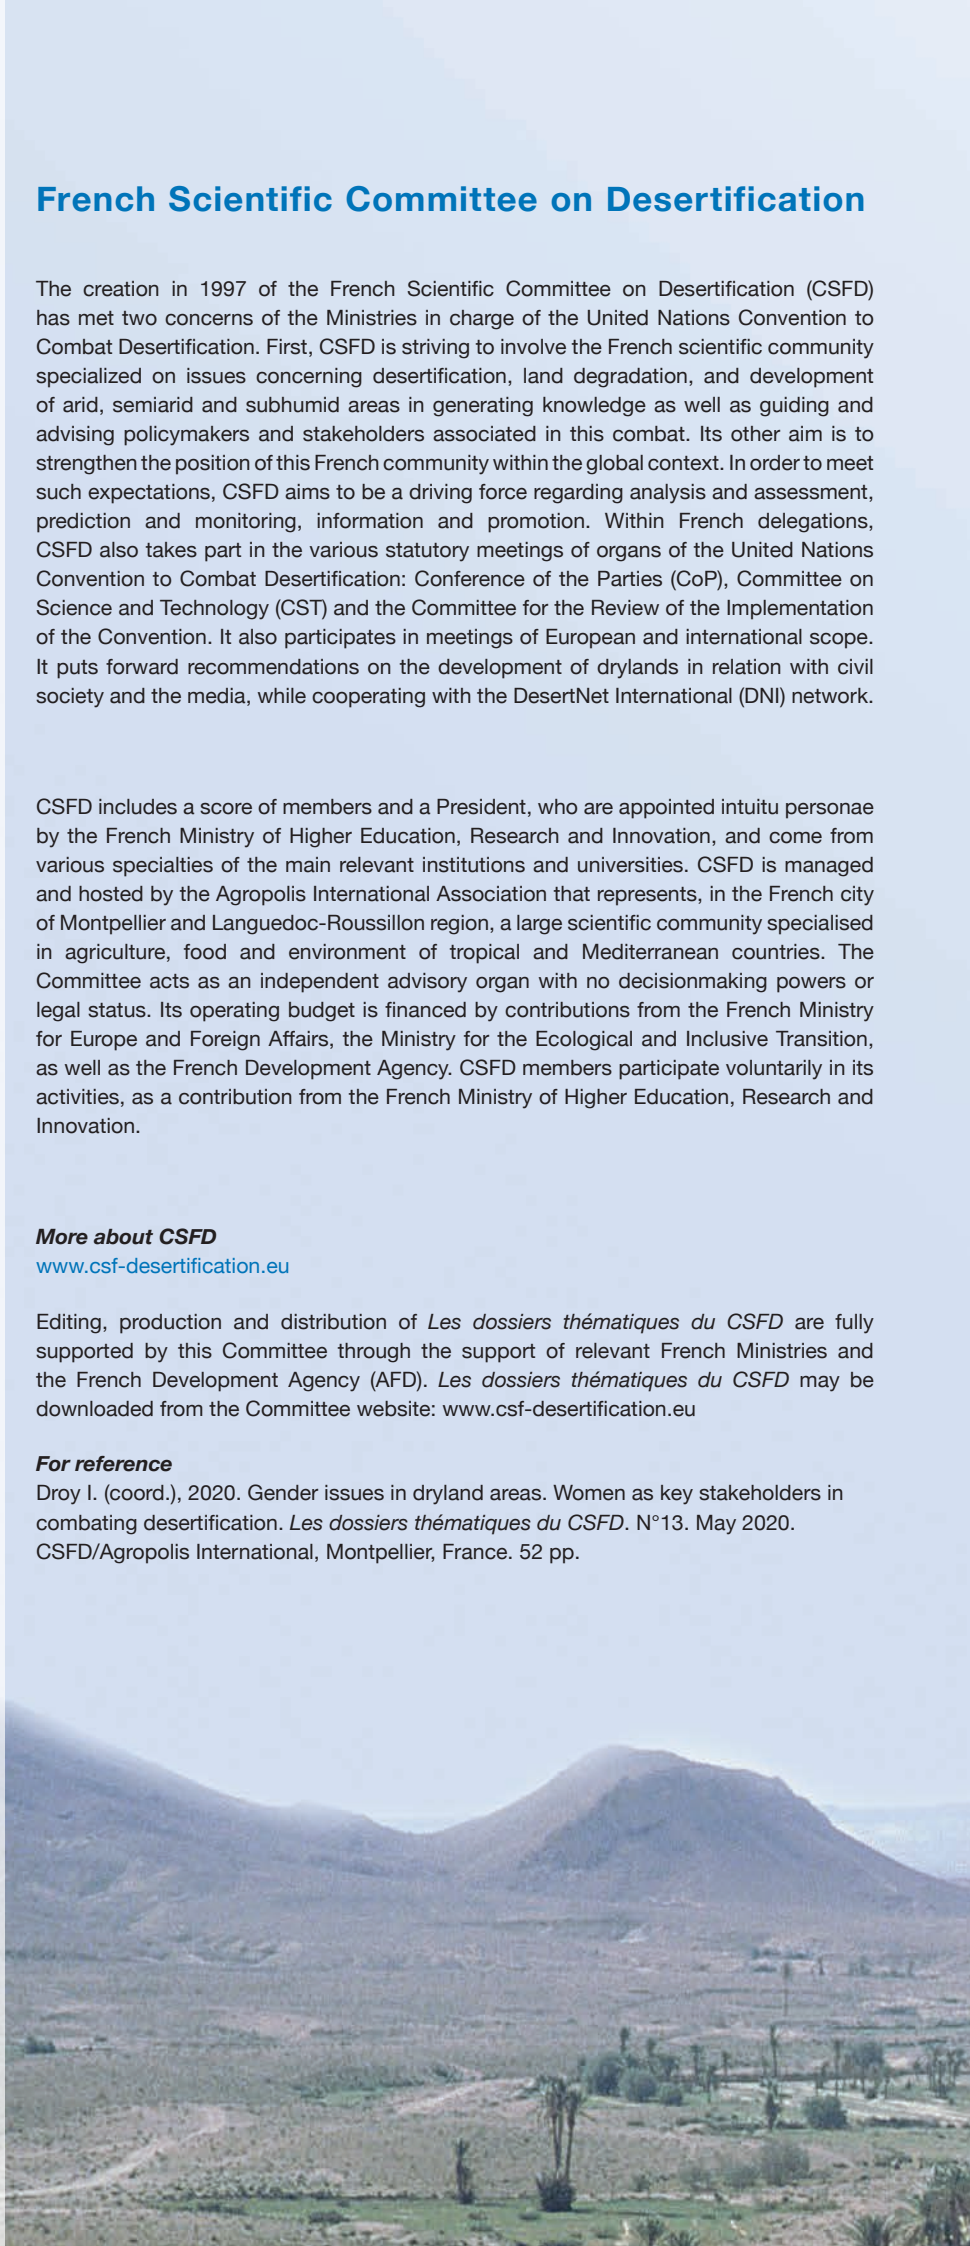 French Scientific Committee on Desertification
The creation in 1997 of the French Scientific Committee on Desertification (CSFD)
has met two concerns of the Ministries in charge of the United Nations Convention to
Combat Desertification. First, CSFD is striving to involve the French scientific community
specialized on issues concerning desertification, land degradation, and development
of arid, semiarid and subhumid areas in generating knowledge as well as guiding and
advising policymakers and stakeholders associated in this combat. Its other aim is to
strengthen the position of this French community within the global context. In order to meet
such expectations, CSFD aims to be a driving force regarding analysis and assessment,
prediction and monitoring, information and promotion. Within French delegations,
CSFD also takes part in the various statutory meetings of organs of the United Nations
Convention to Combat Desertification: Conference of the Parties (CoP), Committee on
Science and Technology (CST) and the Committee for the Review of the Implementation
of the Convention. It also participates in meetings of European and international scope.
It puts forward recommendations on the development of drylands in relation with civil
society and the media, while cooperating with the DesertNet International (DNI) network.
CSFD includes a score of members and a President, who are appointed intuitu personae
by the French Ministry of Higher Education, Research and Innovation, and come from
various specialties of the main relevant institutions and universities. CSFD is managed
and hosted by the Agropolis International Association that represents, in the French city
of Montpellier and Languedoc-Roussillon region, a large scientific community specialised
in agriculture, food and environment of tropical and Mediterranean countries. The
Committee acts as an independent advisory organ with no decisionmaking powers or
legal status. Its operating budget is financed by contributions from the French Ministry
for Europe and Foreign Affairs, the Ministry for the Ecological and Inclusive Transition,
as well as the French Development Agency. CSFD members participate voluntarily in its
activities, as a contribution from the French Ministry of Higher Education, Research and
Innovation.
More about CSFD
www.csf-desertification.eu
Editing, production and distribution of Les dossiers thématiques du CSFD are fully
supported by this Committee through the support of relevant French Ministries and
the French Development Agency (AFD). Les dossiers thématiques du CSFD may be
downloaded from the Committee website: www.csf-desertification.eu
For reference
Droy I. (coord.), 2020. Gender issues in dryland areas. Women as key stakeholders in
combating desertification. Les dossiers thématiques du CSFD. N°13. May 2020.
CSFD/Agropolis International, Montpellier, France. 52 pp.